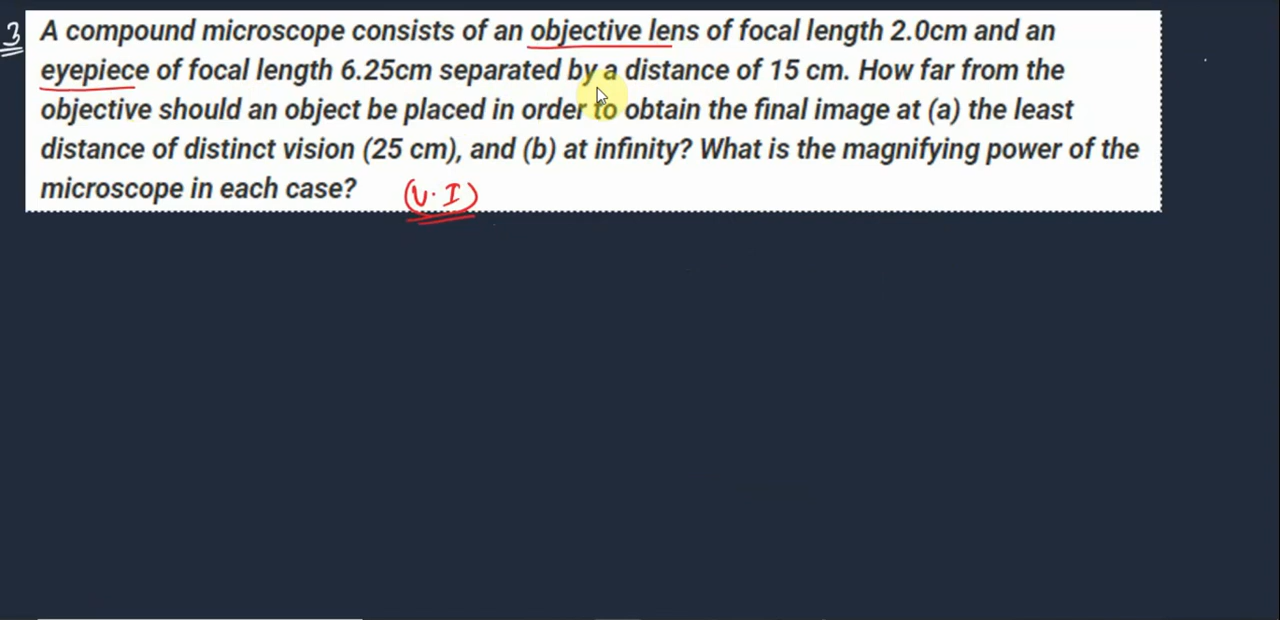 3 A compound microscope consists of an objective lens of focal length 2.0cm and an
eyepiece of focal length 6.25cm separated by a distance of 15 cm. How far from the
objective should an object be placed in order to obtain the final image at (a) the least
distance of distinct vision (25 cm), and (b) at infinity? What is the magnifying power of the
microscope in each case? (V. I)